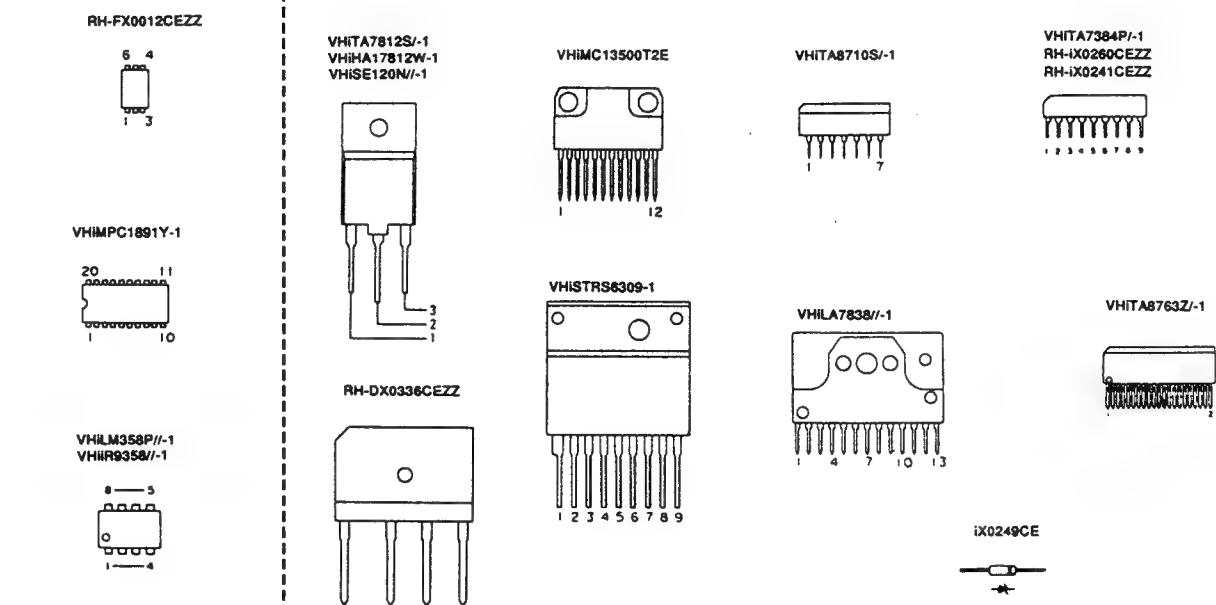 RH-FX0012CEZZ
6 4
1 3
VHiMPC1891Y-1
20 11
1 10
VHiLM358P//-1
VHiiR9358//-1
8 5
1 4
VHiTA7812S/-1
VHiHA17812W-1
VHiSE120N//-1
3
2
1
RH-DX0336CEZZ
VHiMC13500T2E
1 12
VHiSTRS6309-1
1 2 3 4 5 6 7 8 9
VHiTA8710S/-1
1 7
VHiLA7838//-1
1 4 7 10 13
VHiTA7384P/-1
RH-iX0260CEZZ
RH-iX0241CEZZ
1 2 3 4 5 6 7 8 9
VHiTA8763Z/-1
1 2
iX0249CE